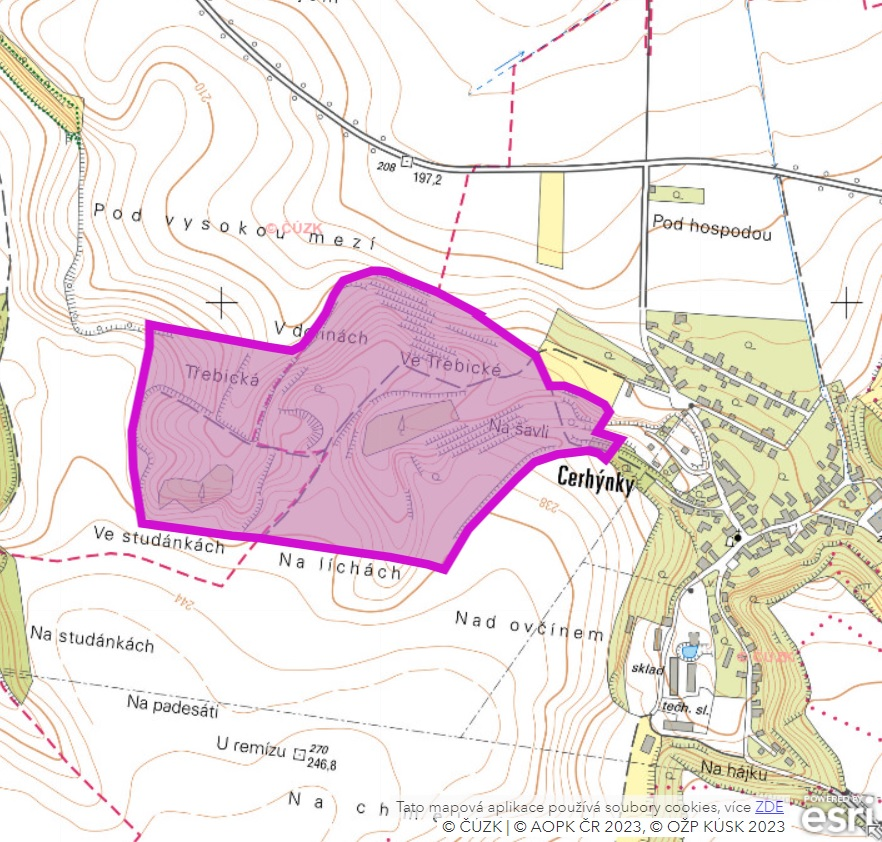 210
208
197,2
Pod vysokou mezí
© ČÚZK
Pod hospodou
V dolinách
Ve Třebické
Třebická
Na šavli
Cerhýnky
238
Ve studánkách
Na líchách
244
Nad ovčínem
Na studánkách
© ČÚZK
sklad
tech. sl.
Na padesáti
U remízu
270
246,8
Na hájku
Tato mapová aplikace používá soubory cookies, více ZDE
© ČÚZK | © AOPK ČR 2023, © OŽP KÚSK 2023
POWERED BY
esri